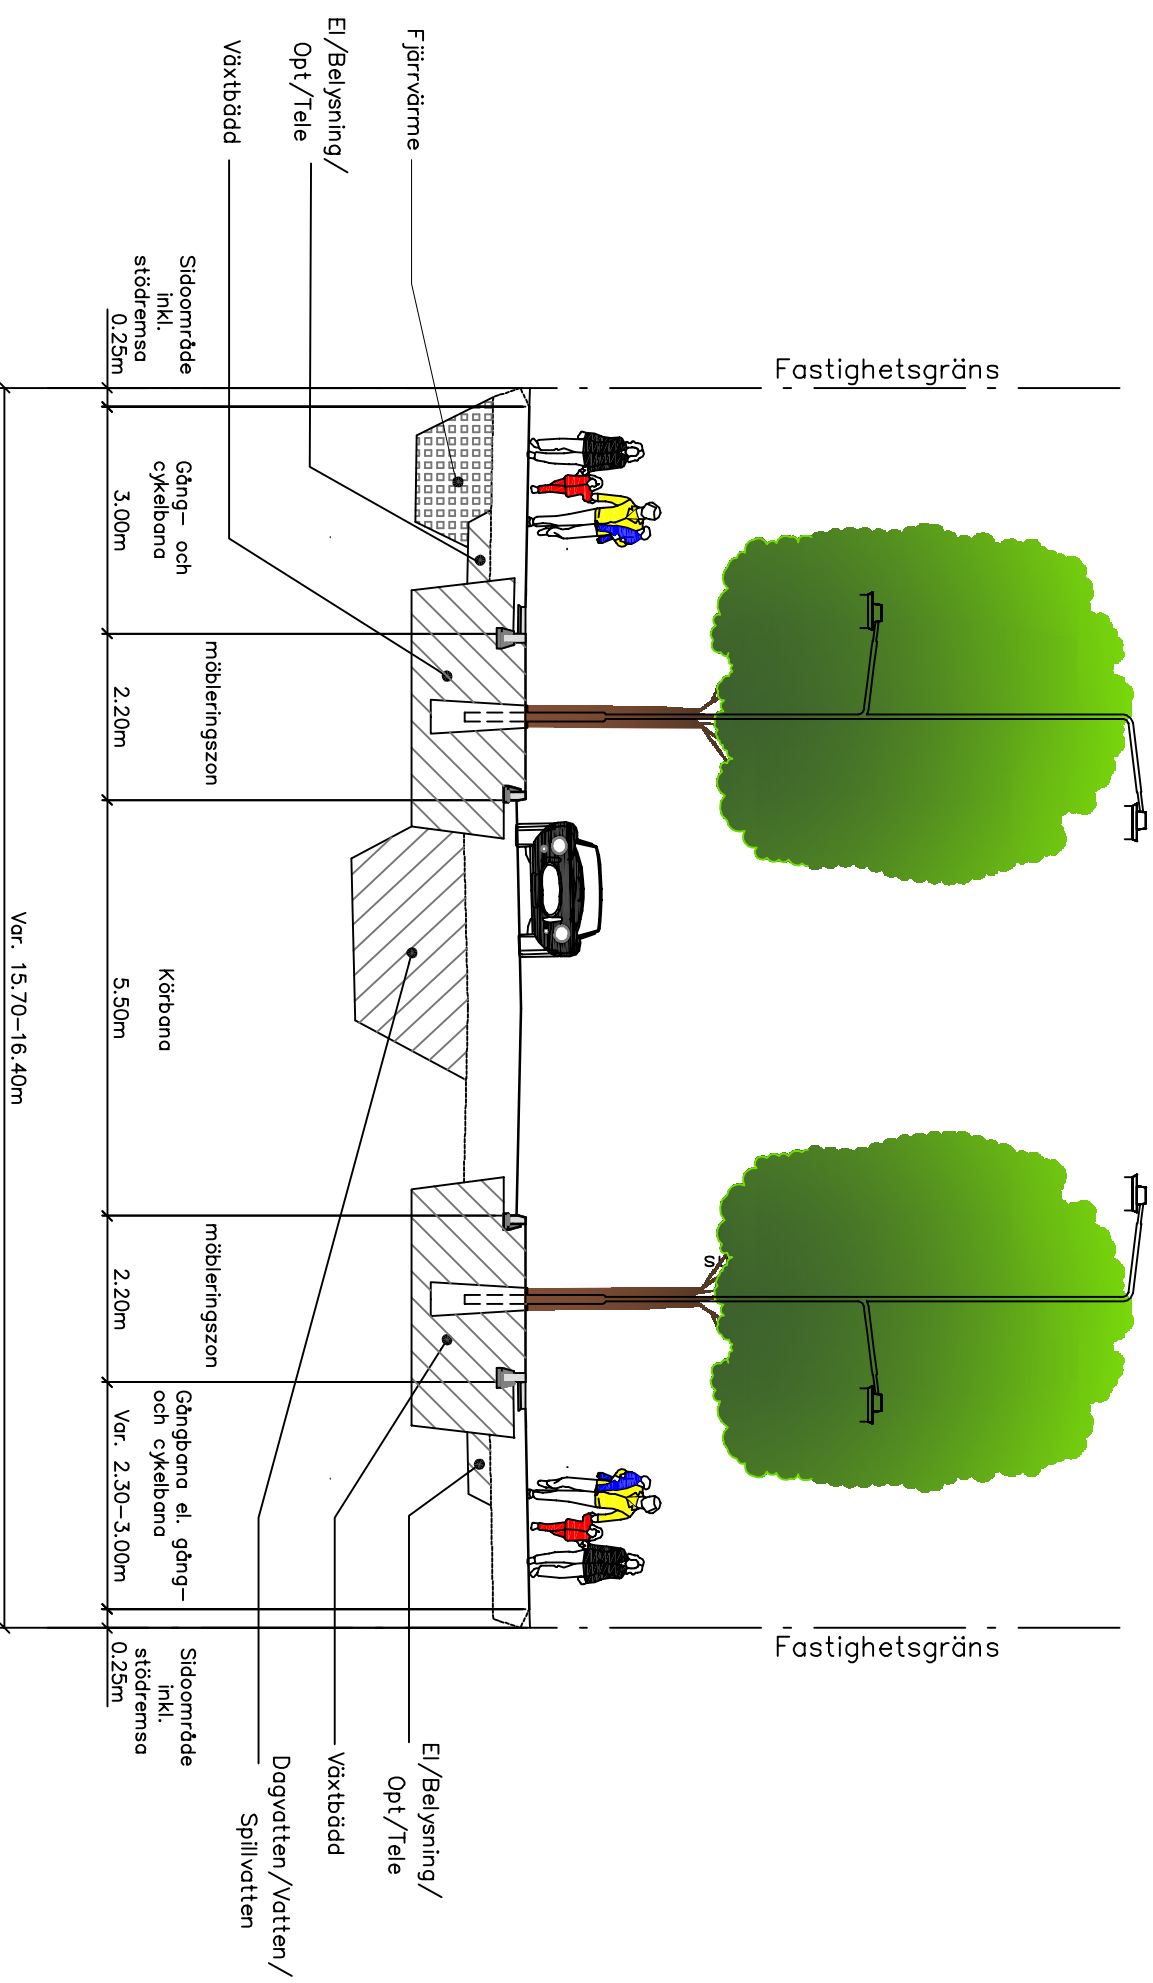 Fastighetsgräns
Fastighetsgräns
s
Fjärrvärme
El/Belysning/
Opt/Tele
Växtbädd
El/Belysning/
Opt/Tele
Växtbädd
Dagvatten/Vatten/
Spillvatten
Sidoområde
inkl.
stödremsa
0.25m
Gång- och
cykelbana
3.00m
möbleringszon
2.20m
Körbana
5.50m
möbleringszon
2.20m
Gångbana el. gång-
och cykelbana
Var. 2.30-3.00m
Sidoområde
inkl.
stödremsa
0.25m
Var. 15.70-16.40m